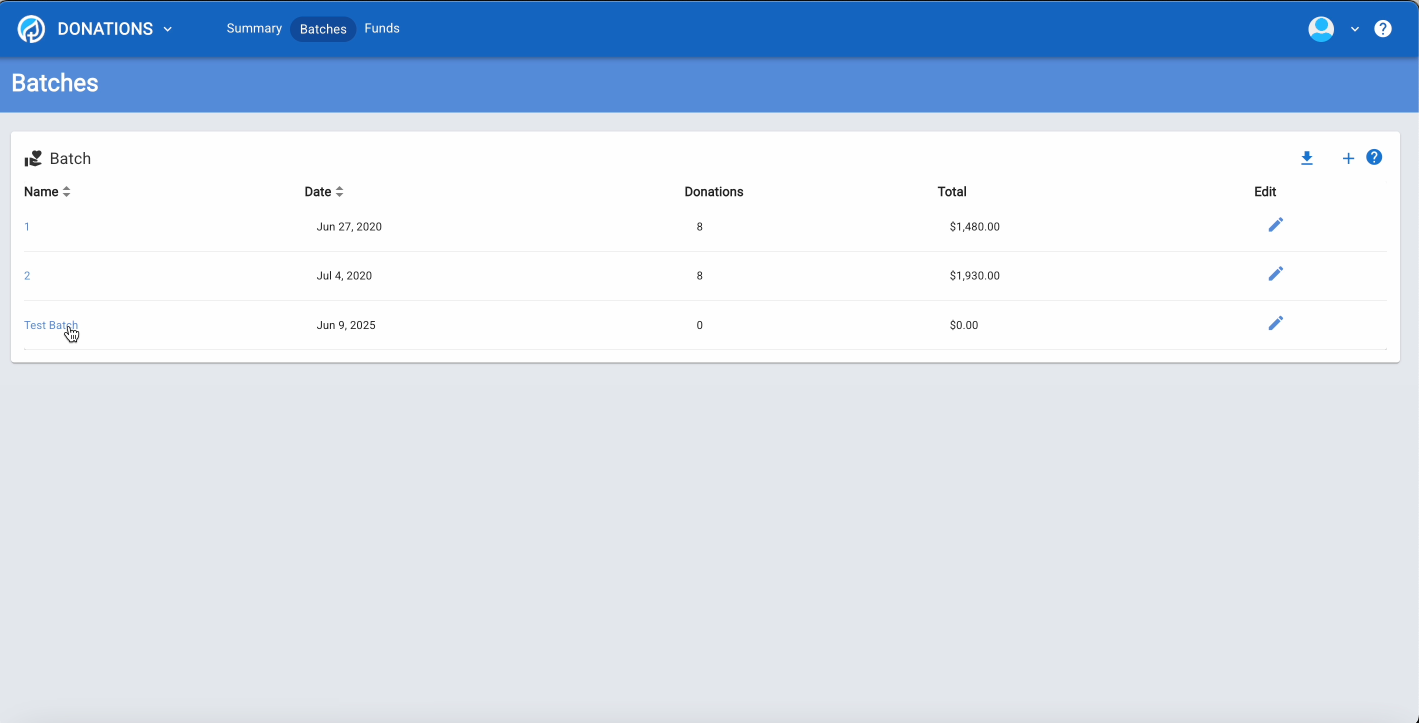 DONATIONS Summary Batches Funds ?
Batches
Batch ?
Name Date Donations Total Edit
1 Jun 27, 2020 8 $1,480.00
2 Jul 4, 2020 8 $1,930.00
Test Batch Jun 9, 2025 0 $0.00